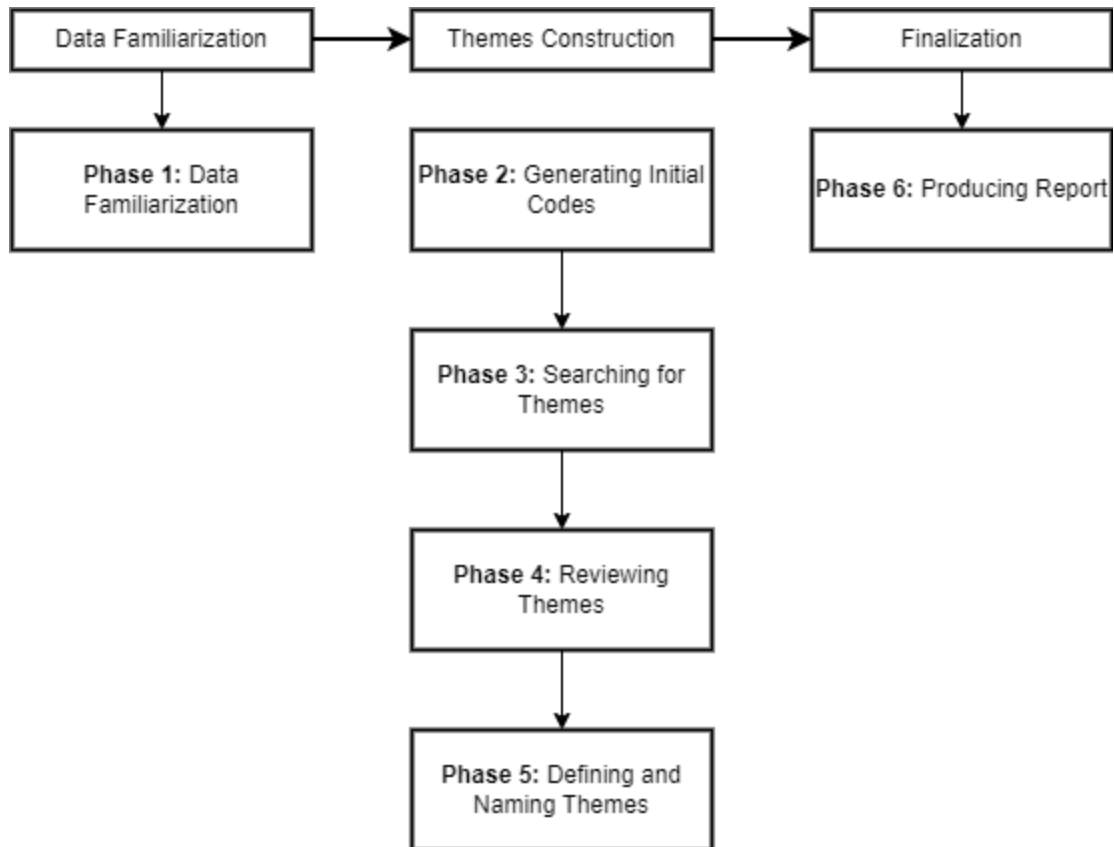 Data Familiarization
Themes Construction
Finalization
Phase 1: Data
Familiarization
Phase 2: Generating Initial
Codes
Phase 6: Producing Report
Phase 3: Searching for
Themes
Phase 4: Reviewing
Themes
Phase 5: Defining and
Naming Themes